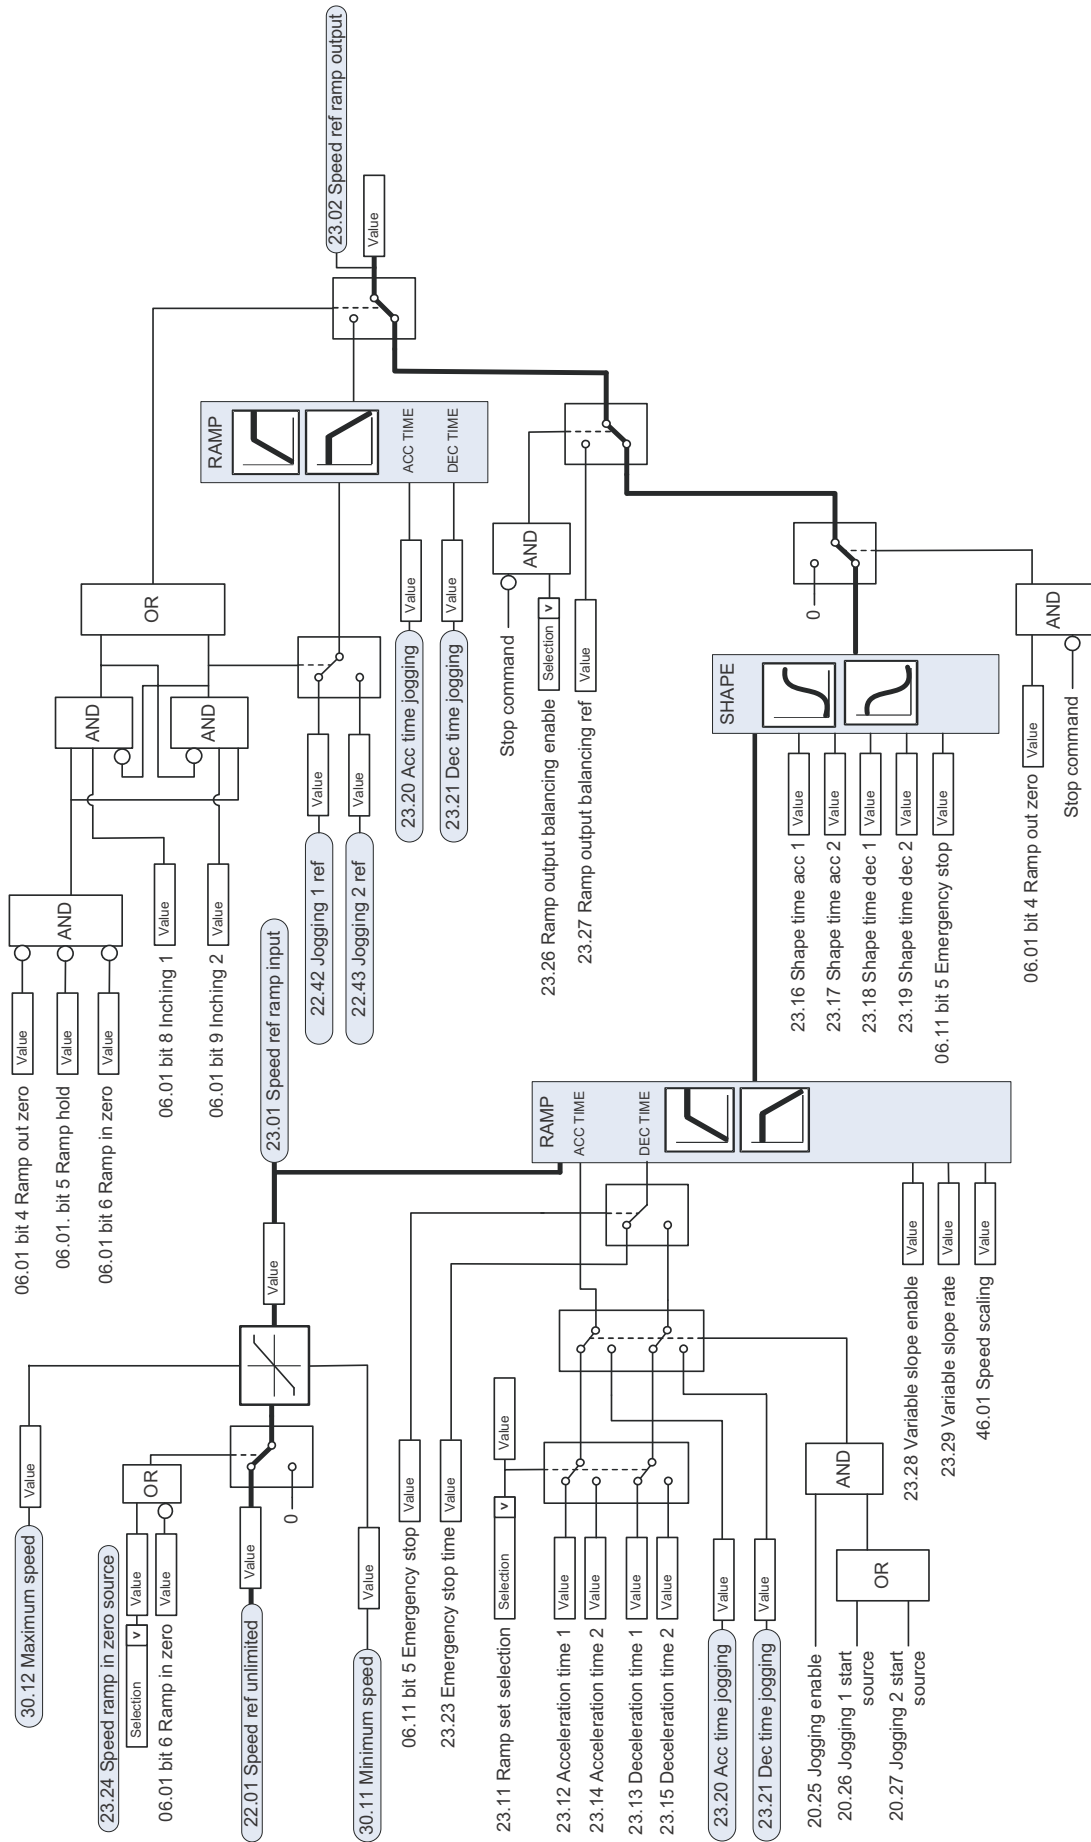 30.12 Maximum speed
Value
23.24 Speed ramp in zero source
Selection
v
Value
06.01 bit 6 Ramp in zero
Value
OR
22.01 Speed ref unlimited
Value
0
30.11 Minimum speed
Value
Value
23.01 Speed ref ramp input
06.01 bit 4 Ramp out zero
Value
06.01. bit 5 Ramp hold
Value
06.01 bit 6 Ramp in zero
Value
AND
06.01 bit 8 Inching 1
Value
06.01 bit 9 Inching 2
Value
AND
AND
OR
22.42 Jogging 1 ref
Value
22.43 Jogging 2 ref
Value
23.20 Acc time jogging
Value
23.21 Dec time jogging
Value
RAMP
ACC TIME
DEC TIME
23.02 Speed ref ramp output
Value
06.11 bit 5 Emergency stop
Value
23.23 Emergency stop time
Value
23.11 Ramp set selection
Selection
v
Value
23.12 Acceleration time 1
Value
23.14 Acceleration time 2
Value
23.13 Deceleration time 1
Value
23.15 Deceleration time 2
Value
23.20 Acc time jogging
Value
23.21 Dec time jogging
Value
20.25 Jogging enable
20.26 Jogging 1 start
source
20.27 Jogging 2 start
source
OR
AND
RAMP
ACC TIME
DEC TIME
23.28 Variable slope enable
Value
23.29 Variable slope rate
Value
46.01 Speed scaling
Value
Stop command
23.26 Ramp output balancing enable
Selection
v
AND
23.27 Ramp output balancing ref
Value
SHAPE
23.16 Shape time acc 1
Value
23.17 Shape time acc 2
Value
23.18 Shape time dec 1
Value
23.19 Shape time dec 2
Value
06.11 bit 5 Emergency stop
Value
0
06.01 bit 4 Ramp out zero
Value
Stop command
AND